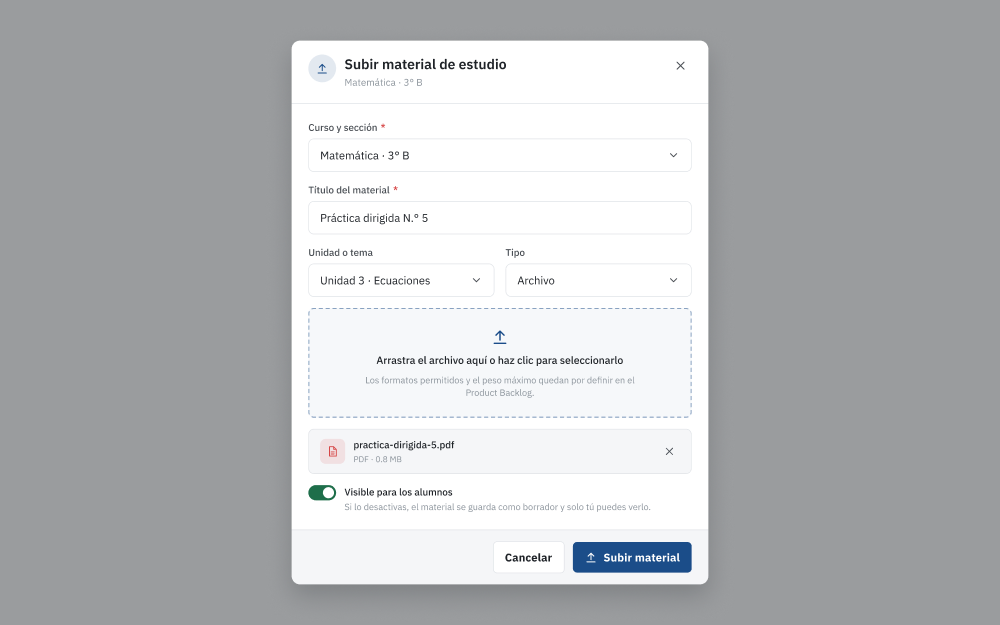 Subir material de estudio
Matemática · 3° B
Curso y sección *
Matemática · 3° B
Título del material *
Práctica dirigida N.° 5
Unidad o tema
Tipo
Unidad 3 · Ecuaciones
Archivo
Arrastra el archivo aquí o haz clic para seleccionarlo
Los formatos permitidos y el peso máximo quedan por definir en el
Product Backlog.
practica-dirigida-5.pdf
PDF · 0.8 MB
Visible para los alumnos
Si lo desactivas, el material se guarda como borrador y solo tú puedes verlo.
Cancelar
Subir material